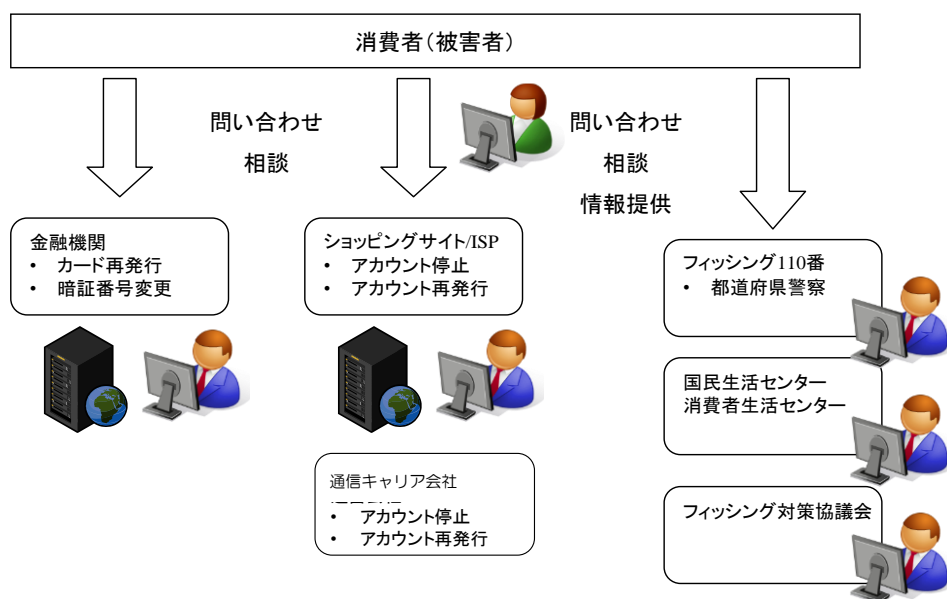 消費者（被害者）
問い合わせ
相談
問い合わせ
相談
情報提供
金融機関
• カード再発行
• 暗証番号変更
ショッピングサイト/ISP
• アカウント停止
• アカウント再発行
フィッシング110番
• 都道府県警察
国民生活センター
消費者生活センター
通信キャリア会社
• アカウント停止
• アカウント再発行
フィッシング対策協議会